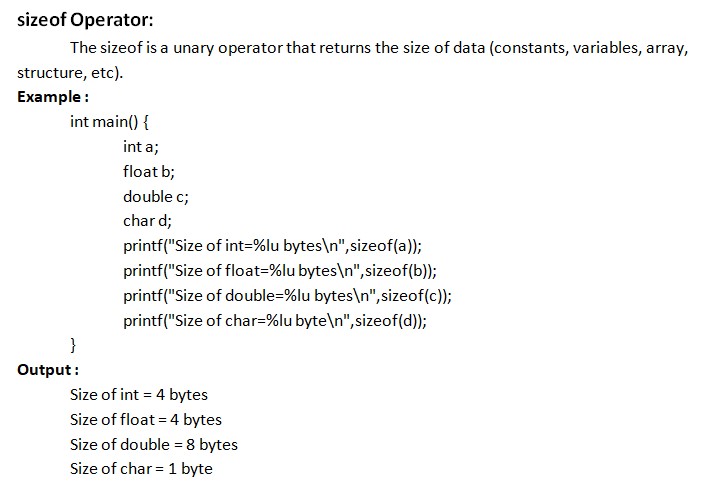 sizeof Operator:
The sizeof is a unary operator that returns the size of data (constants, variables, array,
structure, etc).
Example :
int main() {
int a;
float b;
double c;
char d;
printf("Size of int=%lu bytes\n",sizeof(a));
printf("Size of float=%lu bytes\n",sizeof(b));
printf("Size of double=%lu bytes\n",sizeof(c));
printf("Size of char=%lu byte\n",sizeof(d));
}
Output :
Size of int = 4 bytes
Size of float = 4 bytes
Size of double = 8 bytes
Size of char = 1 byte